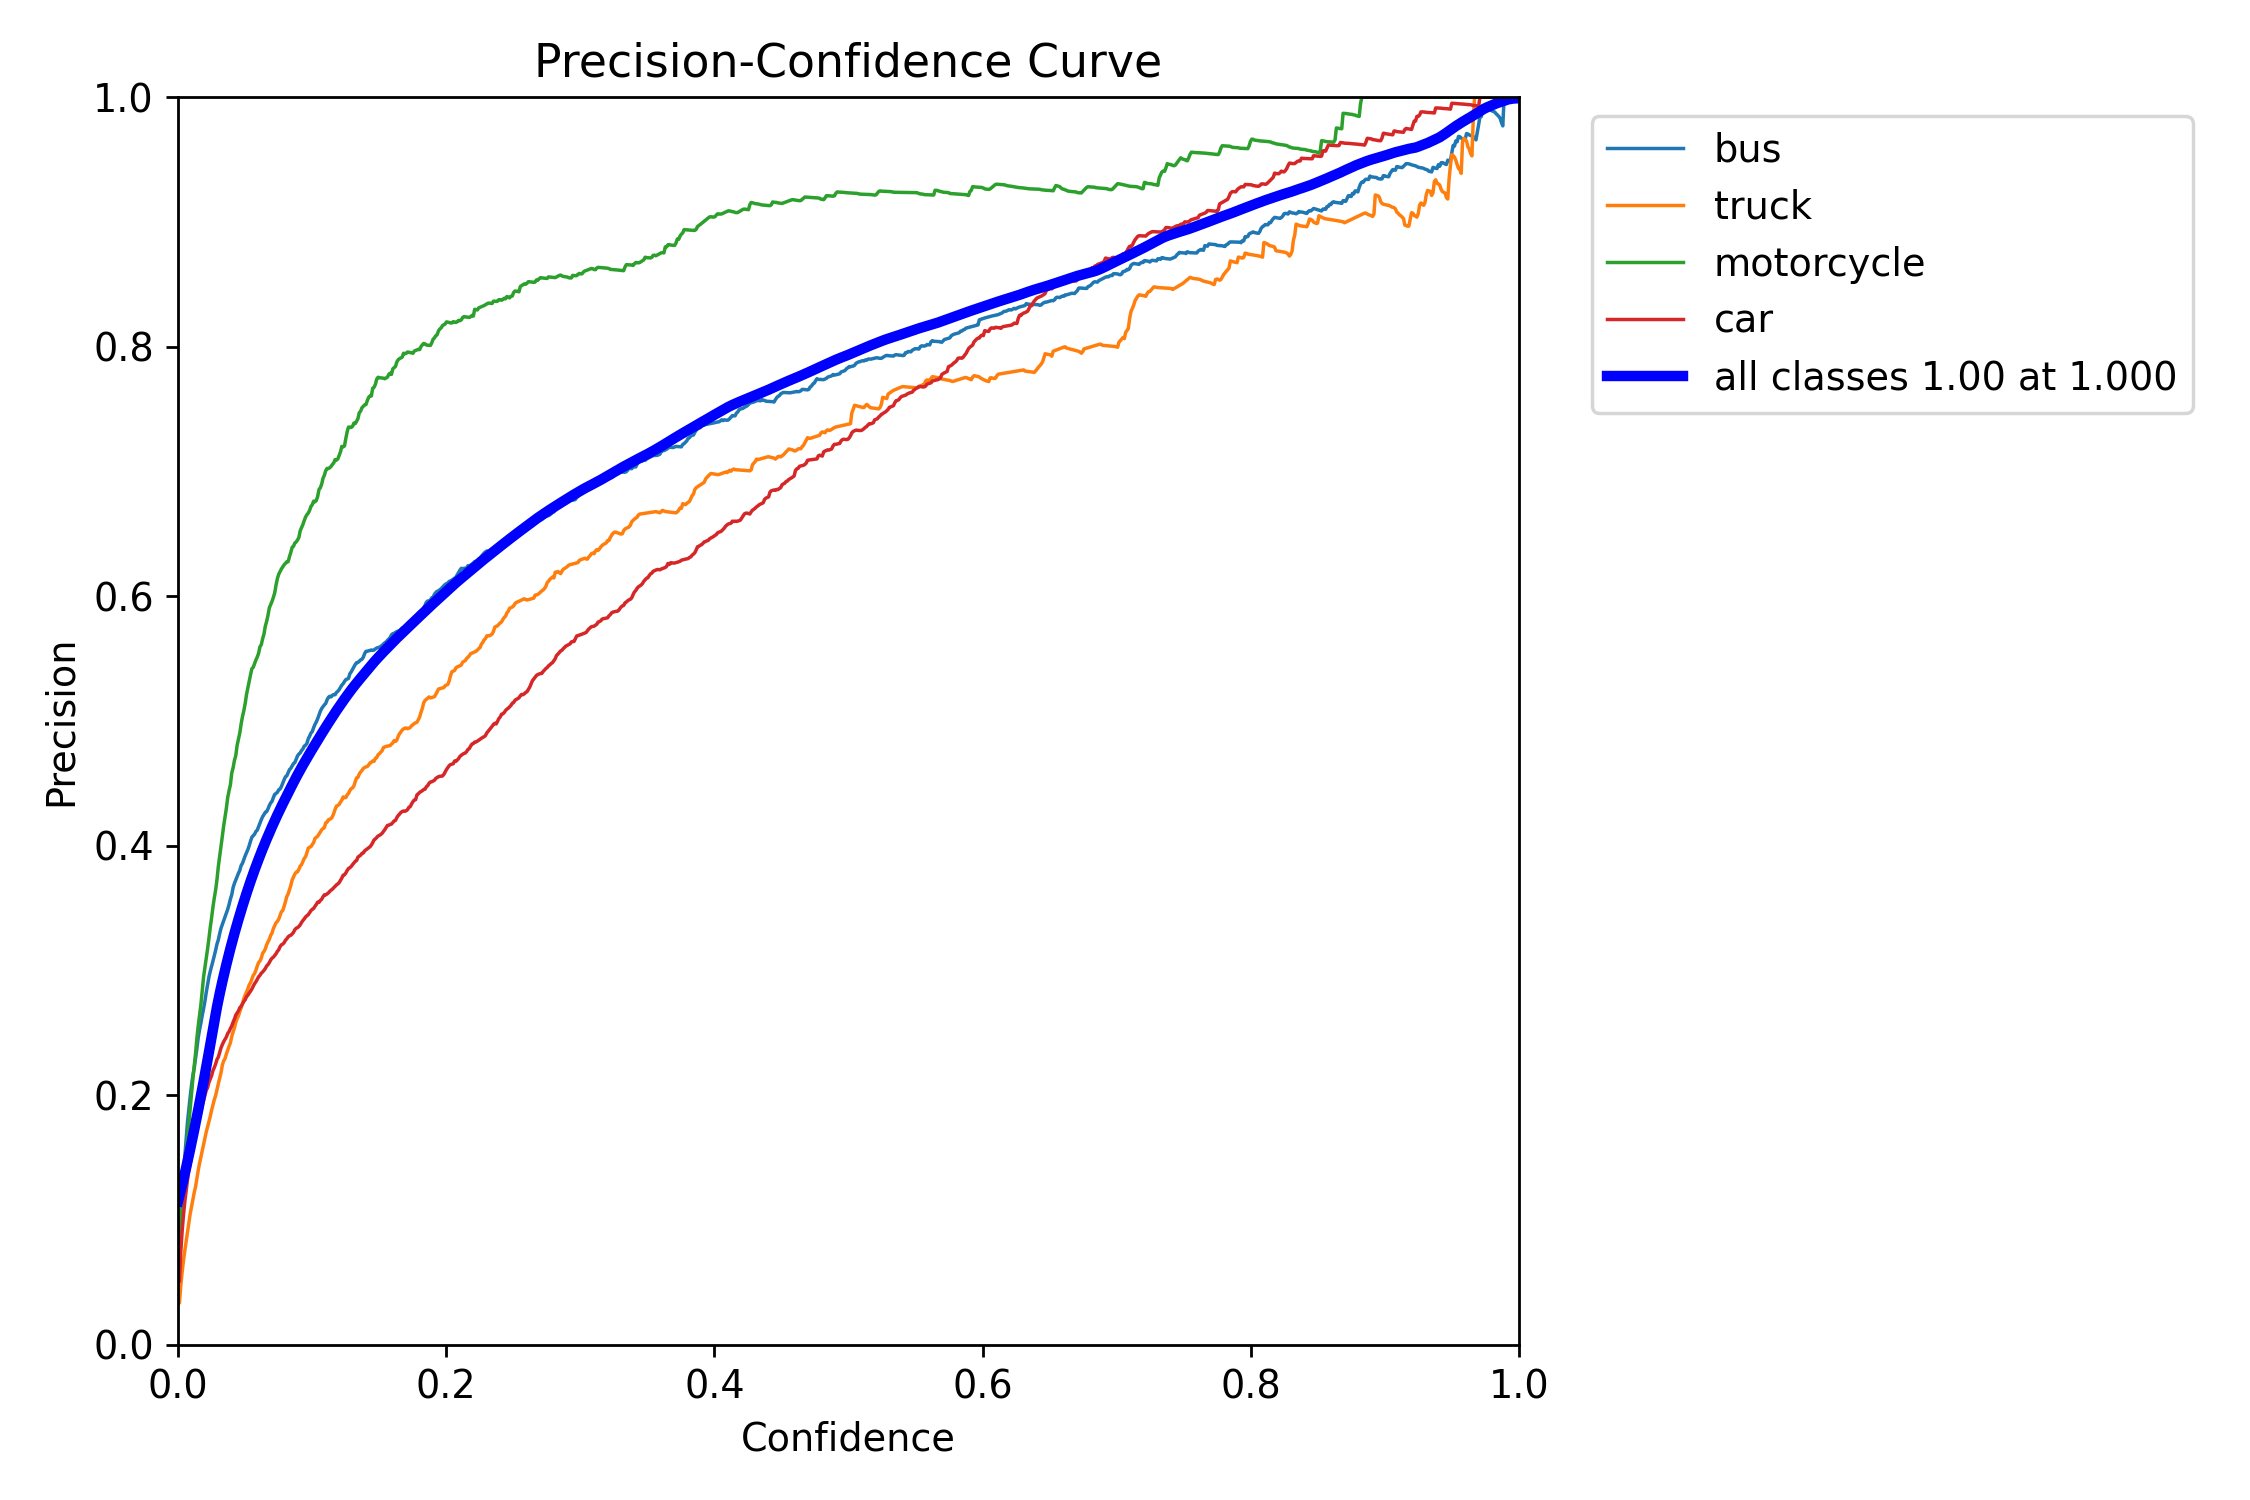 Precision-Confidence Curve
1.0
0.8
0.6
0.4
0.2
0.0
Precision
0.0 0.2 0.4 0.6 0.8 1.0
Confidence
bus
truck
motorcycle
car
all classes 1.00 at 1.000